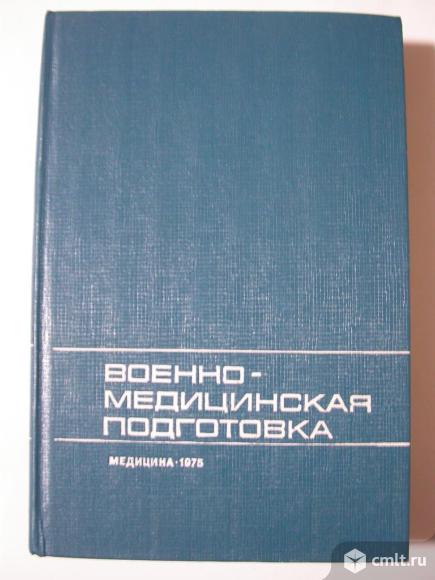 ВОЕННО-
МЕДИЦИНСКАЯ
ПОДГОТОВКА
МЕДИЦИНА·1975
cmlt.ru